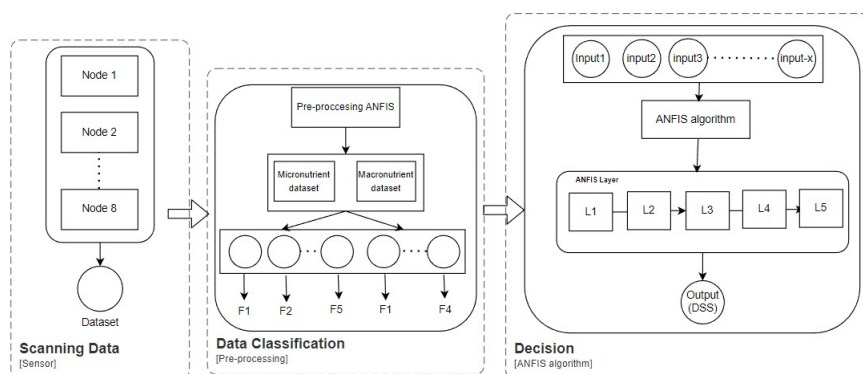 Node 1
Node 2
Node 8
Dataset
Scanning Data
[Sensor]
Pre-proccesing ANFIS
Micronutrient
dataset
Macronutrient
dataset
F1
F2
F5
F1
F4
Data Classification
[Pre-processing]
Input1
input2
input3
input-x
ANFIS algorithm
ANFIS Layer
L1
L2
L3
L4
L5
Output
(DSS)
Decision
[ANFIS algorithm]